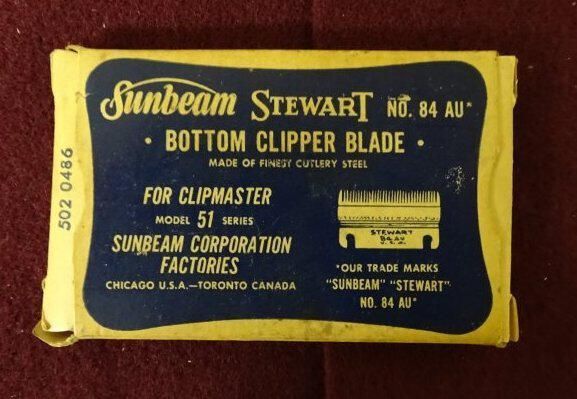 Sunbeam STEWART NO. 84 AU*
• BOTTOM CLIPPER BLADE •
MADE OF FINEST CUTLERY STEEL
FOR CLIPMASTER
MODEL 51 SERIES
SUNBEAM CORPORATION
FACTORIES
CHICAGO U.S.A.—TORONTO CANADA
STEWART
84 AU
U.S.A.
*OUR TRADE MARKS
"SUNBEAM" "STEWART"
NO. 84 AU*
502 0486